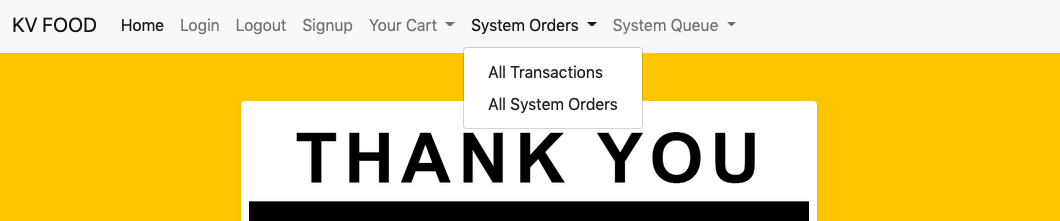 KV FOOD Home Login Logout Signup Your Cart System Orders System Queue
All Transactions
All System Orders
THANK YOU